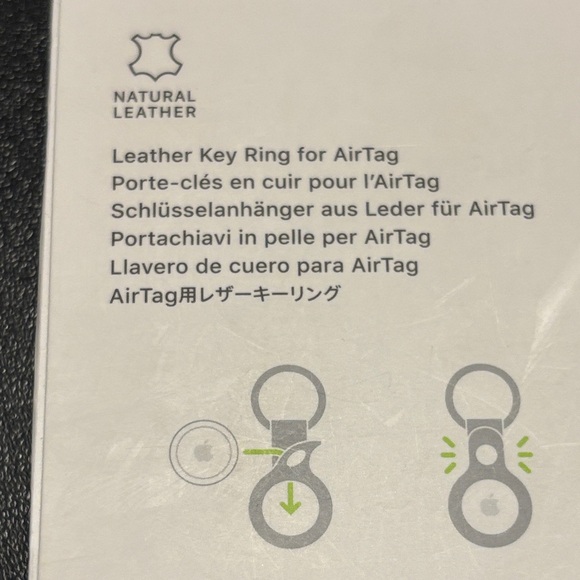 NATURAL
LEATHER
Leather Key Ring for AirTag
Porte-clés en cuir pour l’AirTag
Schlüsselanhänger aus Leder für AirTag
Portachiavi in pelle per AirTag
Llavero de cuero para AirTag
AirTag用レザーキーリング